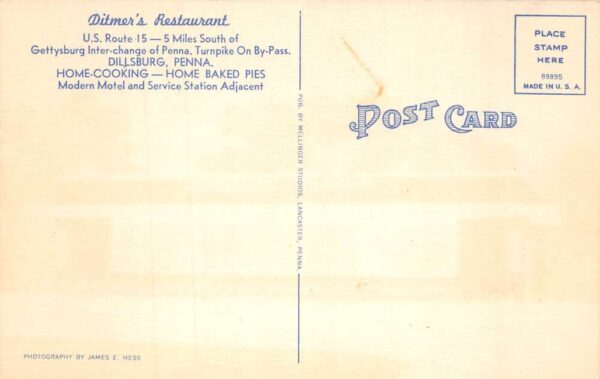 Ditmer's Restaurant
U.S. Route 15 — 5 Miles South of
Gettysburg Inter-change of Penna, Turnpike On By-Pass.
DILLSBURG, PENNA.
HOME-COOKING — HOME BAKED PIES
Modern Motel and Service Station Adjacent
PUB. BY MELLINGER STUDIOS, LANCASTER, PENNA.
POST CARD
PLACE
STAMP
HERE
88895
MADE IN U. S. A.
PHOTOGRAPHY BY JAMES E. HESS